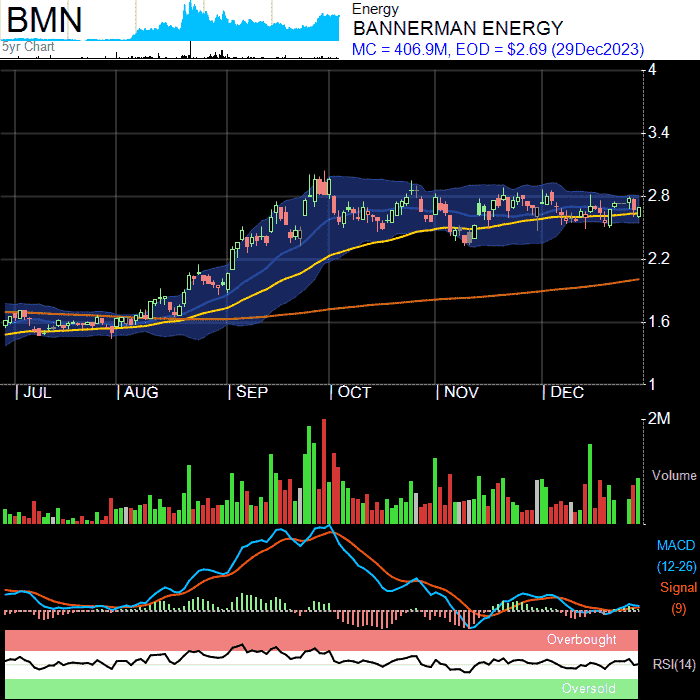 BMN
5yr Chart
Energy
BANNERMAN ENERGY
MC = 406.9M, EOD = $2.69 (29Dec2023)
4
3.4
2.8
2.2
1.6
1
| JUL | AUG | SEP | OCT | NOV | DEC
2M
Volume
MACD
(12-26)
Signal
(9)
Overbought
RSI(14)
Oversold